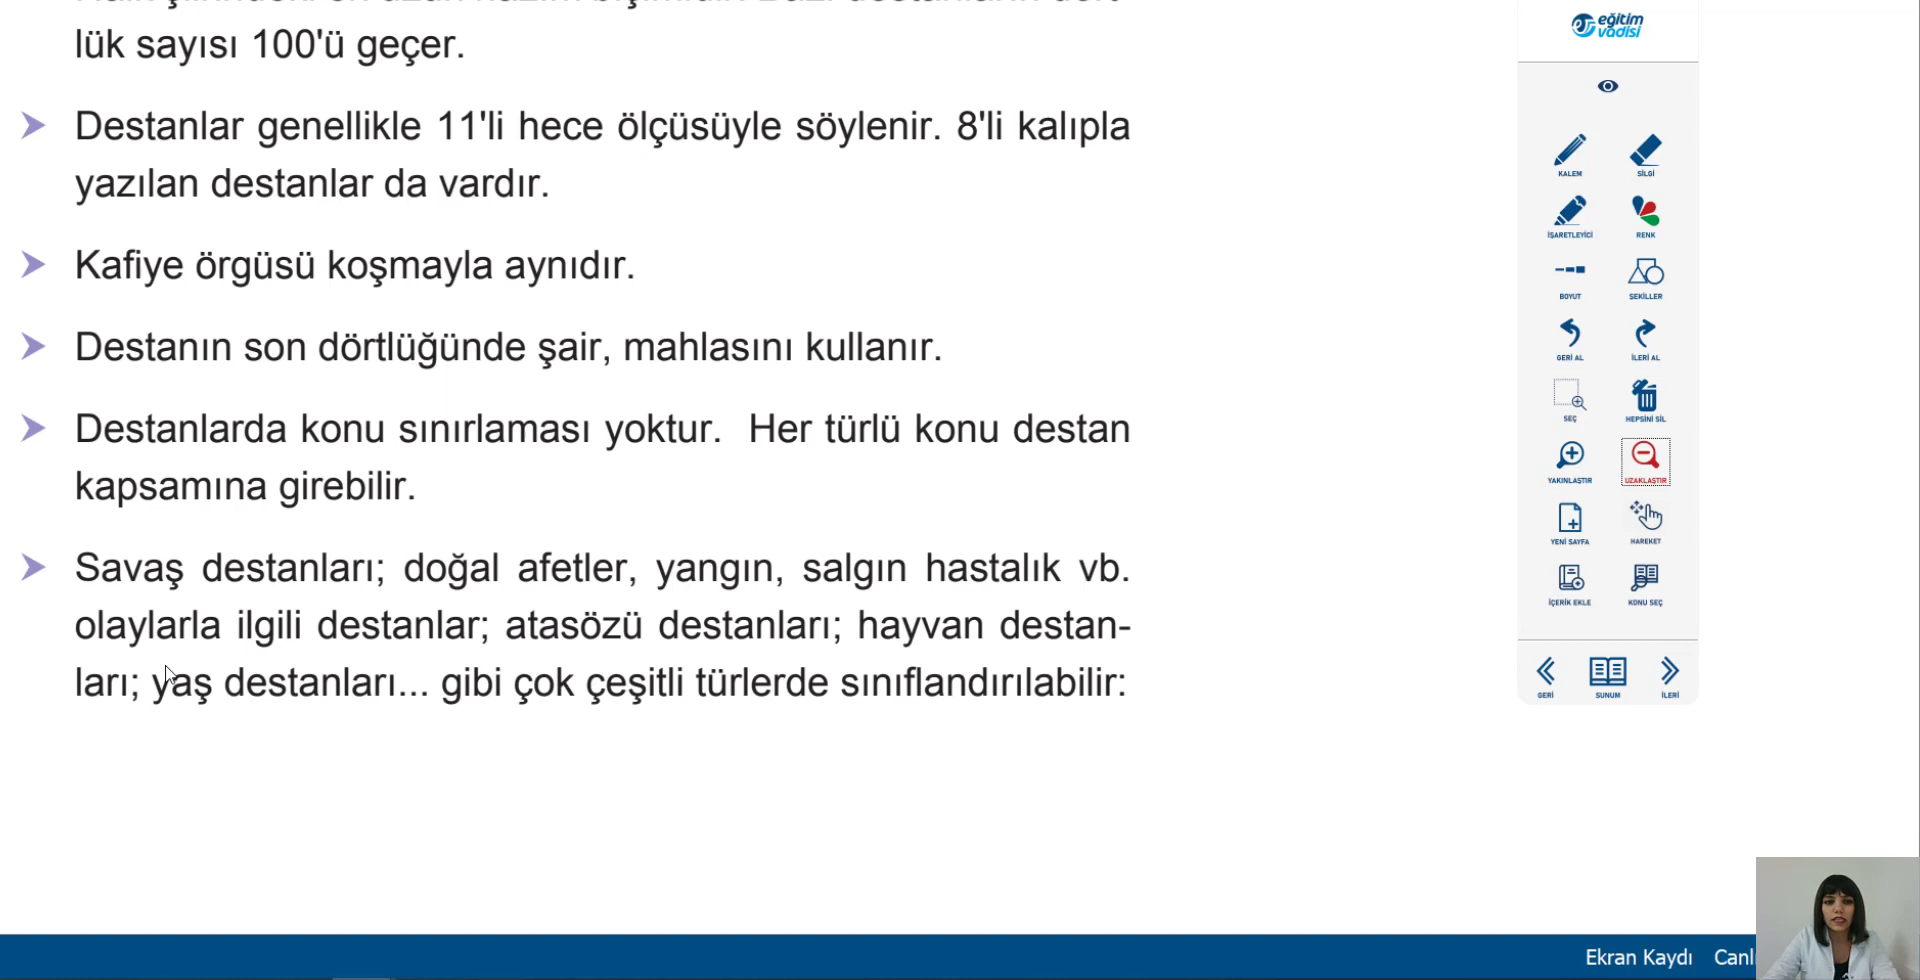 lük sayısı 100'ü geçer.
Destanlar genellikle 11'li hece ölçüsüyle söylenir. 8'li kalıpla
yazılan destanlar da vardır.
Kafiye örgüsü koşmayla aynıdır.
Destanın son dörtlüğünde şair, mahlasını kullanır.
Destanlarda konu sınırlaması yoktur. Her türlü konu destan
kapsamına girebilir.
Savaş destanları; doğal afetler, yangın, salgın hastalık vb.
olaylarla ilgili destanlar; atasözü destanları; hayvan destan-
ları; yaş destanları... gibi çok çeşitli türlerde sınıflandırılabilir:
eğitim
vadisi
KALEM
SİLGİ
İŞARETLEYİCİ
RENK
BOYUT
ŞEKİLLER
GERİ AL
İLERİ AL
SEÇ
HEPSİNİ SİL
YAKINLAŞTIR
UZAKLAŞTIR
YENİ SAYFA
HAREKET
İÇERİK EKLE
KONU SEÇ
GERİ
SUNUM
İLERİ
Ekran Kaydı